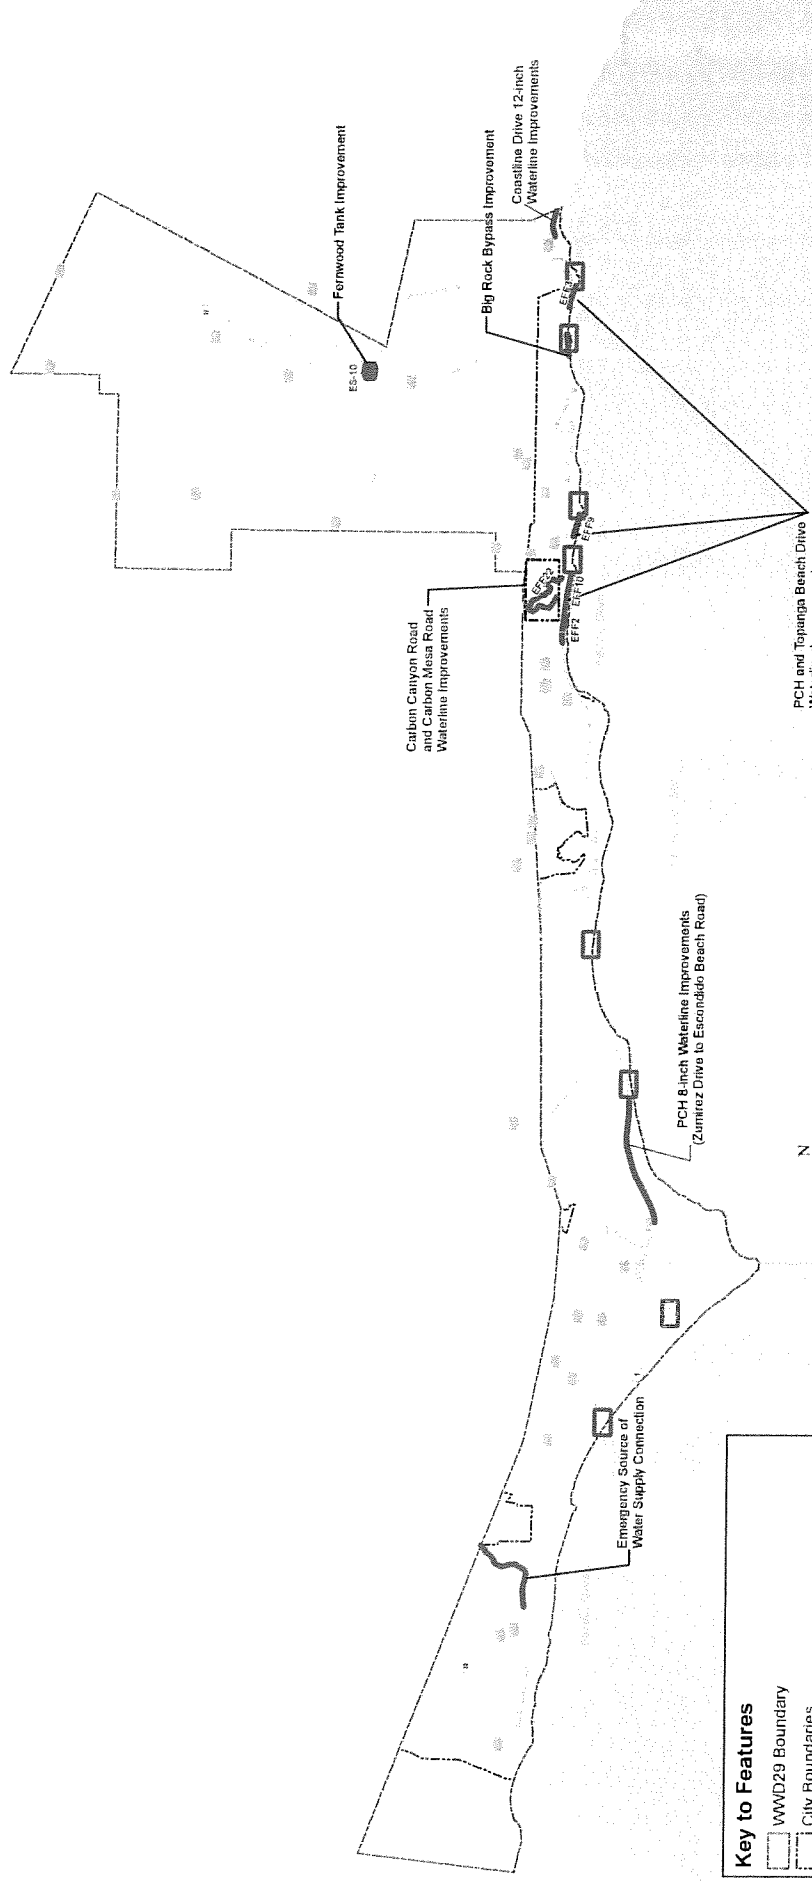 Fernwood Tank Improvement
ES-10
Big Rock Bypass Improvement
Coastline Drive 12-inch
Waterline Improvements
Carbon Canyon Road
and Carbon Mesa Road
Waterline Improvements
EFF22
EFF2
EFF10
EFF9
PCH and Topanga Beach Drive
PCH 8-inch Waterline Improvements
(Zumirez Drive to Escondido Beach Road)
N
Emergency Source of
Water Supply Connection
Key to Features
WWD29 Boundary
City Boundaries